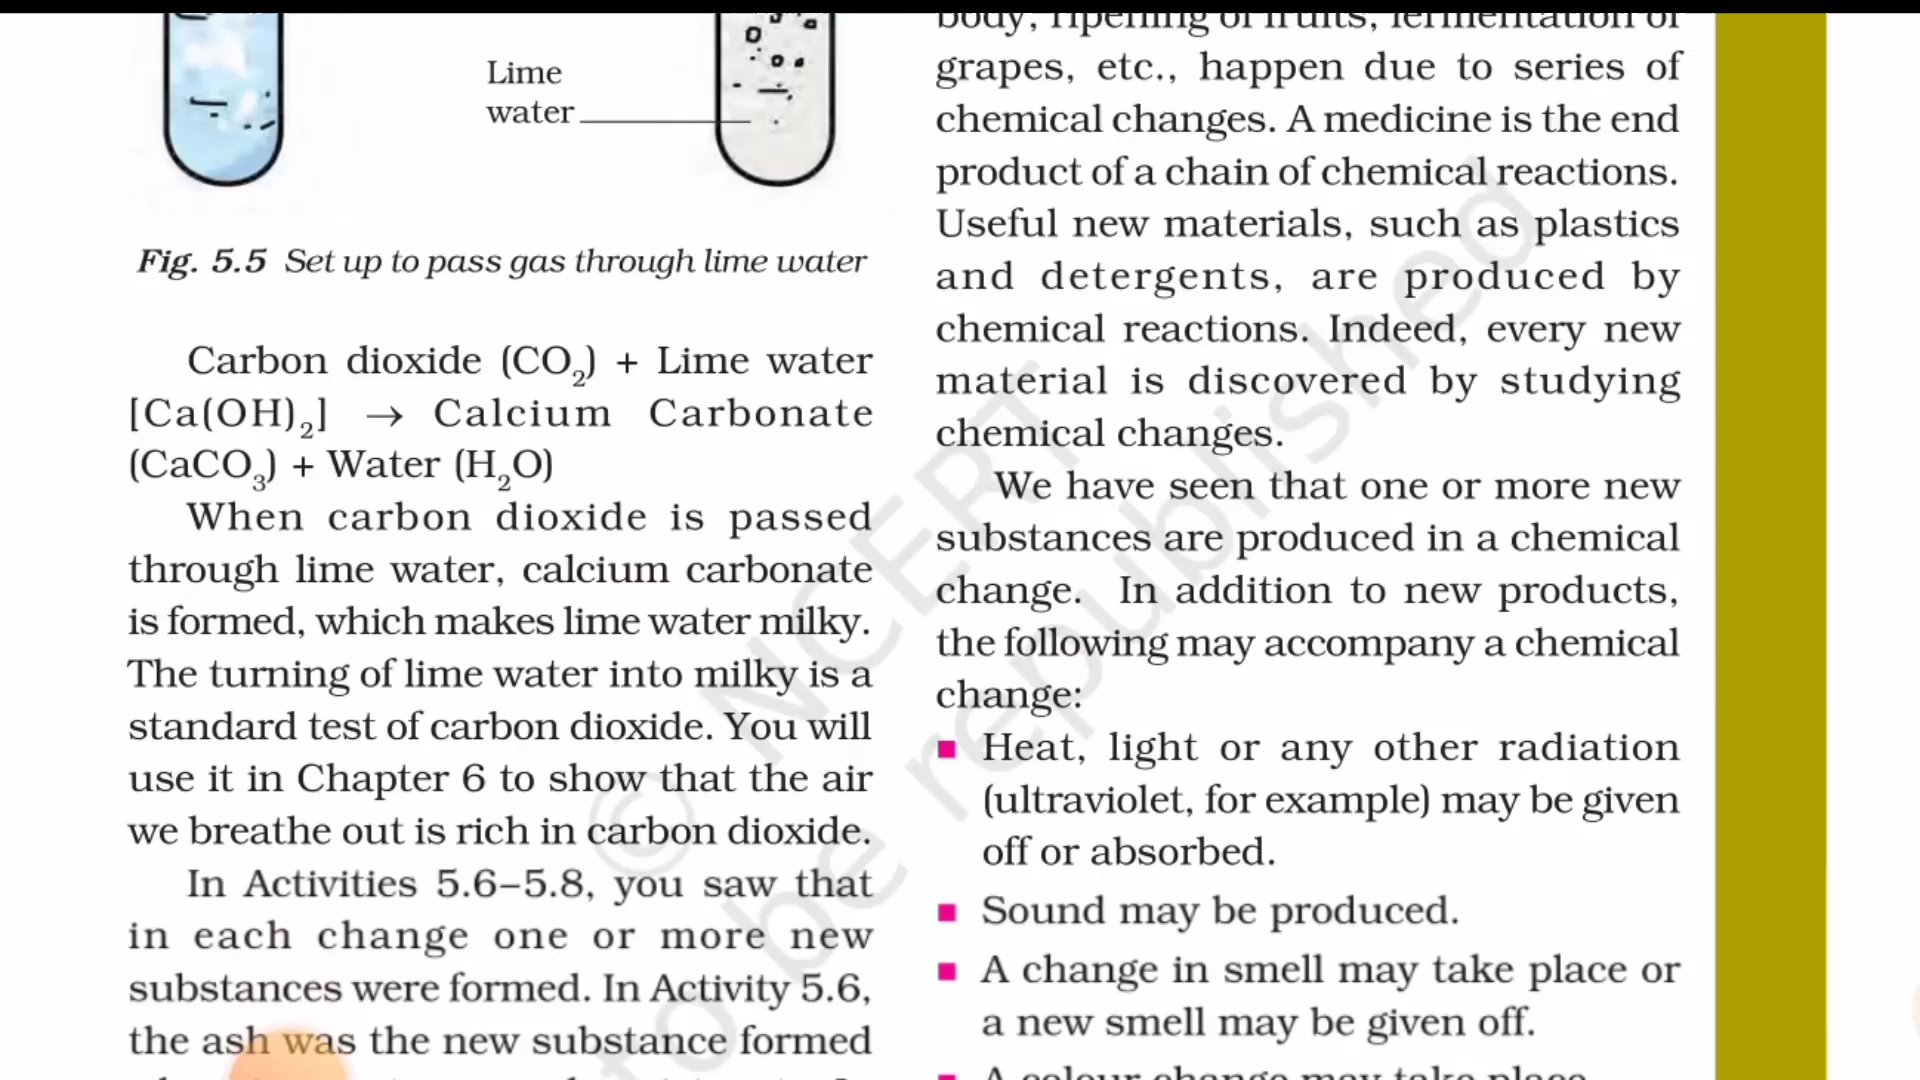 Lime
water
Fig. 5.5 Set up to pass gas through lime water
Carbon dioxide (CO₂) + Lime water
[Ca(OH)₂] → Calcium Carbonate
(CaCO₃) + Water (H₂O)
When carbon dioxide is passed
through lime water, calcium carbonate
is formed, which makes lime water milky.
The turning of lime water into milky is a
standard test of carbon dioxide. You will
use it in Chapter 6 to show that the air
we breathe out is rich in carbon dioxide.
In Activities 5.6–5.8, you saw that
in each change one or more new
substances were formed. In Activity 5.6,
the ash was the new substance formed
body, ripening of fruits, fermentation of
grapes, etc., happen due to series of
chemical changes. A medicine is the end
product of a chain of chemical reactions.
Useful new materials, such as plastics
and detergents, are produced by
chemical reactions. Indeed, every new
material is discovered by studying
chemical changes.
We have seen that one or more new
substances are produced in a chemical
change. In addition to new products,
the following may accompany a chemical
change:
■ Heat, light or any other radiation
(ultraviolet, for example) may be given
off or absorbed.
■ Sound may be produced.
■ A change in smell may take place or
a new smell may be given off.
■ A colour change may take place
© NCERT
to be republished